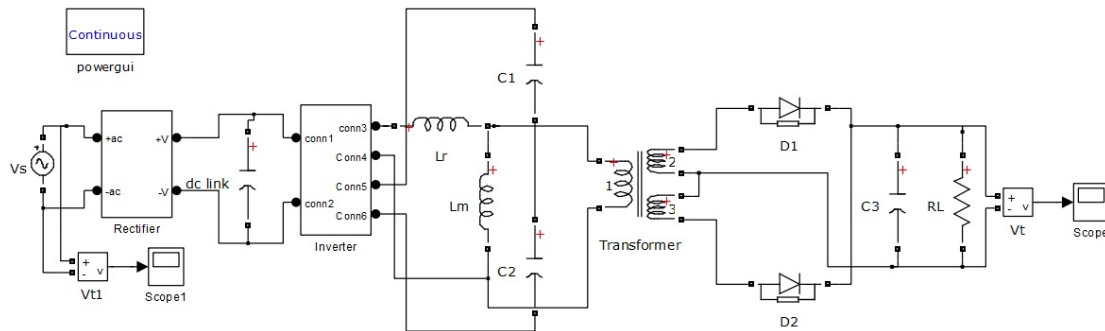 Continuous
powergui
Vs
+ac
-ac
+V
-V
Rectifier
dc link
conn1
conn2
conn3
Conn4
Conn5
Conn6
Inverter
Lr
Lm
C1
C2
1
2
3
Transformer
D1
D2
C3
RL
+
-
v
Vt
Scope
+
-
v
Vt1
Scope1